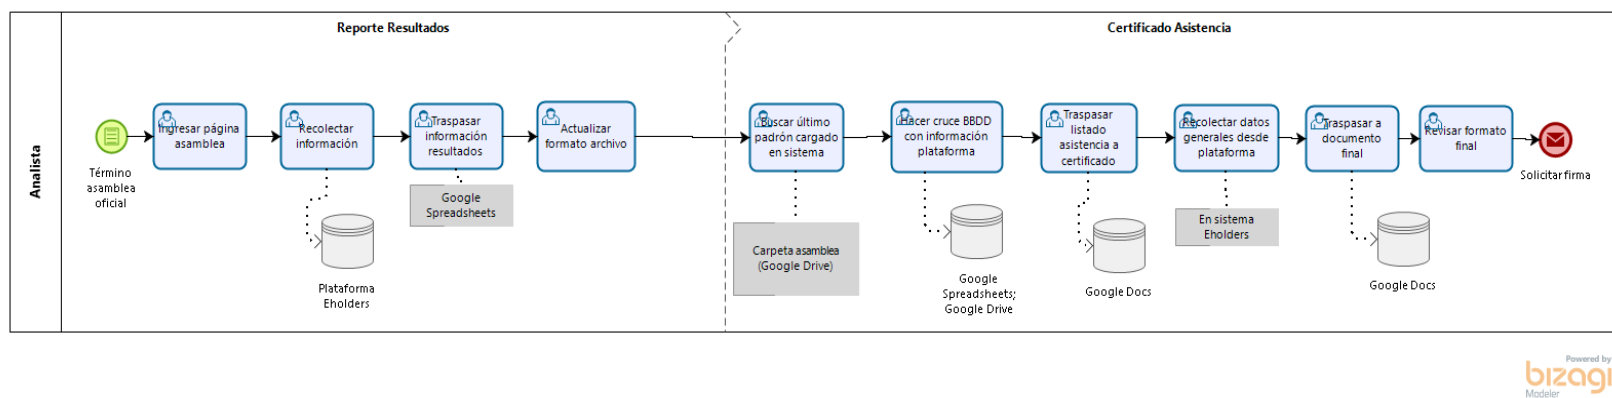 Analista
Reporte Resultados
Término
asamblea
oficial
Ingresar página
asamblea
Recolectar
información
Plataforma
Eholders
Traspasar
información
resultados
Google
Spreadsheets
Actualizar
formato archivo
Certificado Asistencia
Buscar último
padrón cargado
en sistema
Carpeta asamblea
(Google Drive)
Hacer cruce BBDD
con información
plataforma
Google
Spreadsheets;
Google Drive
Traspasar
listado
asistencia a
certificado
Google Docs
Recolectar datos
generales desde
plataforma
En sistema
Eholders
Traspasar a
documento
final
Google Docs
Revisar formato
final
Solicitar firma
Powered by
bizagi
Modeler